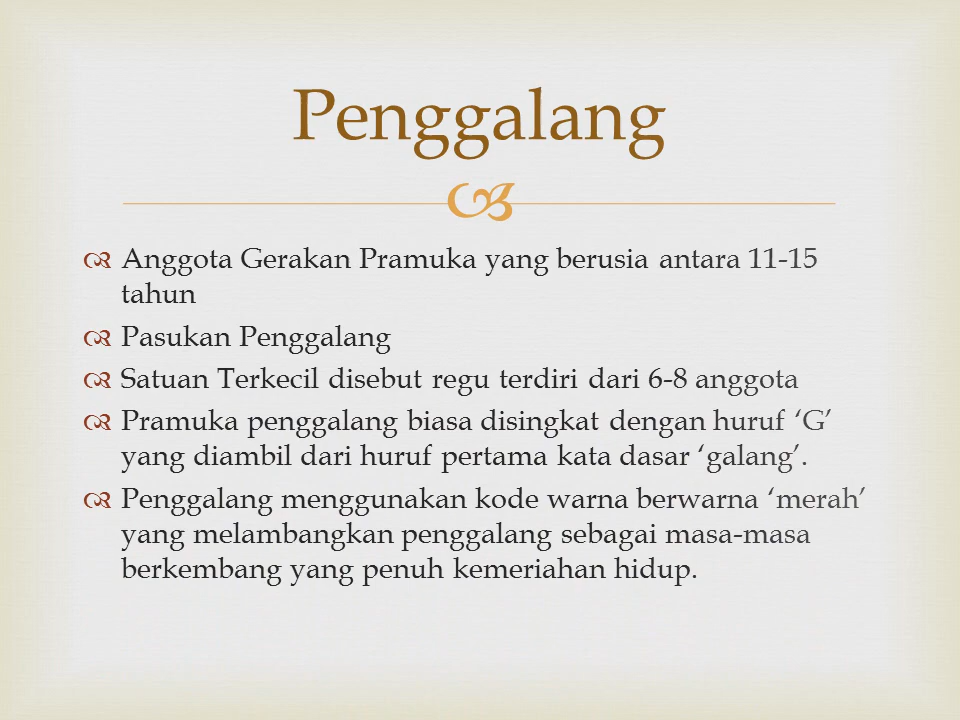 Penggalang
Anggota Gerakan Pramuka yang berusia antara 11-15
tahun
Pasukan Penggalang
Satuan Terkecil disebut regu terdiri dari 6-8 anggota
Pramuka penggalang biasa disingkat dengan huruf ‘G’
yang diambil dari huruf pertama kata dasar ‘galang’.
Penggalang menggunakan kode warna berwarna ‘merah’
yang melambangkan penggalang sebagai masa-masa
berkembang yang penuh kemeriahan hidup.